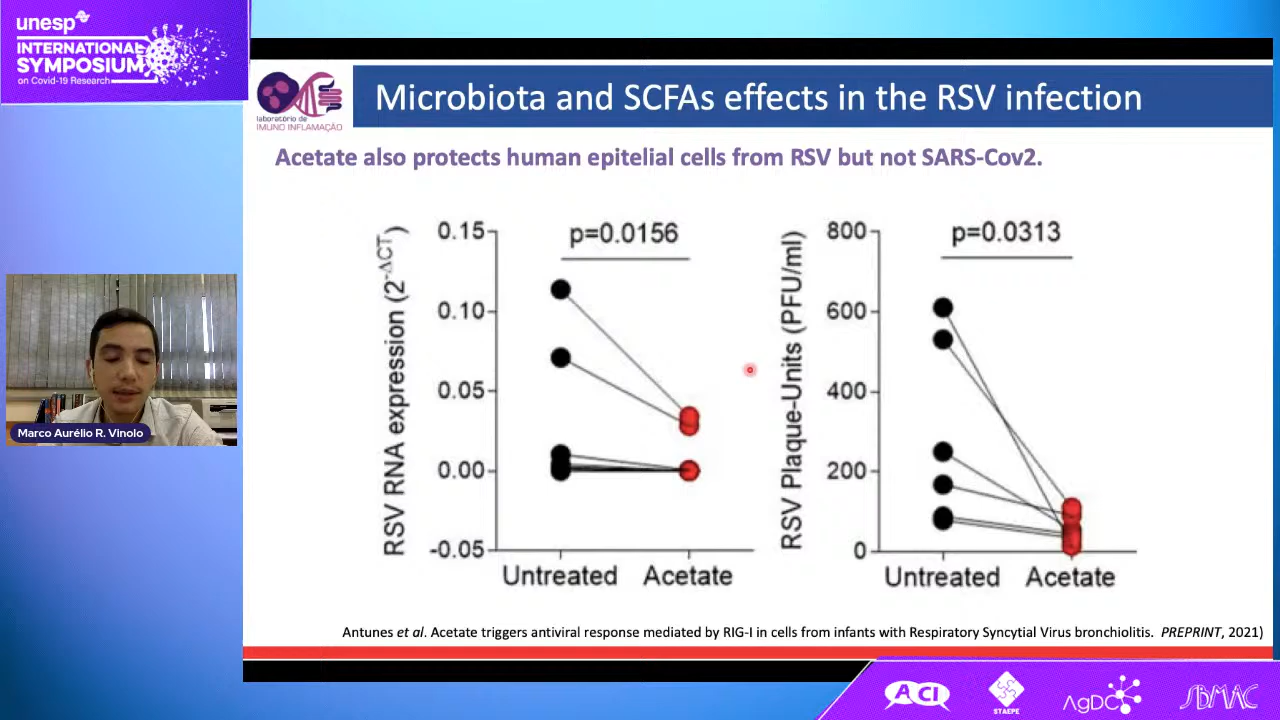 unesp
INTERNATIONAL
SYMPOSIUM
on Covid-19 Research
laboratório de
IMUNO INFLAMAÇÃO
Microbiota and SCFAs effects in the RSV infection
Acetate also protects human epitelial cells from RSV but not SARS-Cov2.
RSV RNA expression (2-ΔCT)
0.15
0.10
0.05
0.00
-0.05
p=0.0156
Untreated Acetate
RSV Plaque-Units (PFU/ml)
800
600
400
200
0
p=0.0313
Untreated Acetate
Marco Aurélio R. Vinolo
Antunes et al. Acetate triggers antiviral response mediated by RIG-I in cells from infants with Respiratory Syncytial Virus bronchiolitis. PREPRINT, 2021)
ACI
STAEPE
AgDC
SBMAC